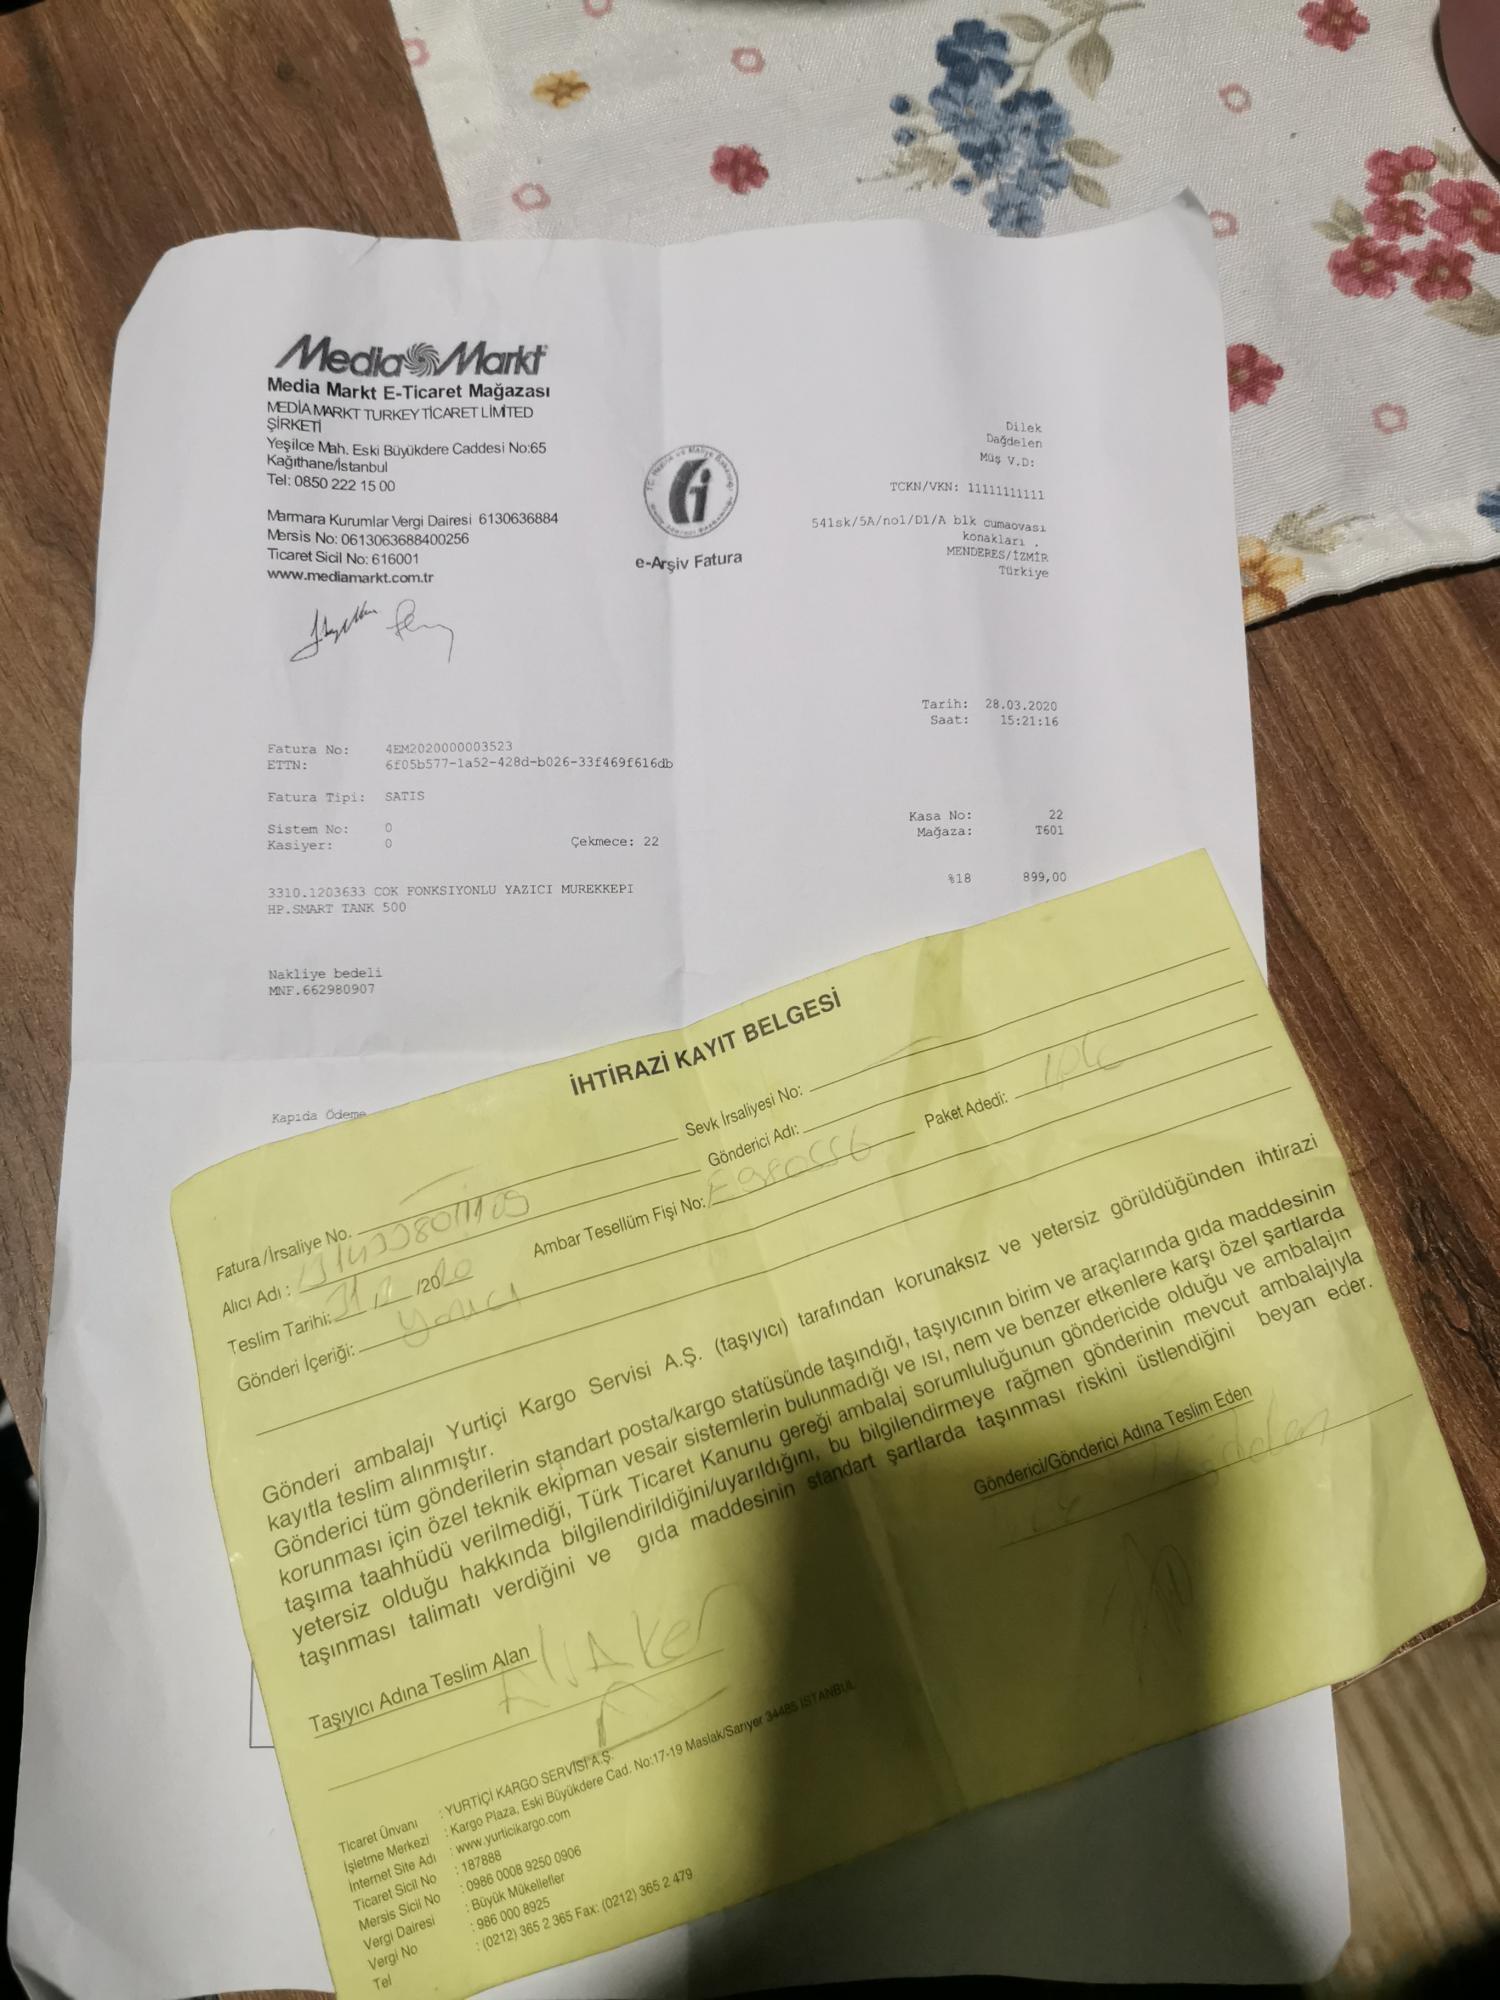 Media Markt
Media Markt E-Ticaret Mağazası
MEDİA MARKT TURKEY TİCARET LİMİTED
ŞİRKETİ
Yeşilce Mah. Eski Büyükdere Caddesi No:65
Kağıthane/İstanbul
Tel: 0850 222 15 00
Marmara Kurumlar Vergi Dairesi 6130636884
Mersis No: 0613063688400256
Ticaret Sicil No: 616001
www.mediamarkt.com.tr
e-Arşiv Fatura
Dilek
Dağdelen
Müş V.D:
TCKN/VKN: 11111111111
541sk/5A/no1/D1/A blk cumaovası
konakları .
MENDERES/İZMİR
Türkiye
Tarih: 28.03.2020
Saat: 15:21:16
Fatura No: 4EM2020000003523
ETTN: 6f05b577-1a52-428d-b026-33f469f616db
Fatura Tipi: SATIS
Sistem No: 0
Kasiyer: 0 Çekmece: 22
Kasa No: 22
Mağaza: T601
3310.1203633 COK FONKSIYONLU YAZICI MUREKKEPI %18 899,00
HP.SMART TANK 500
Nakliye bedeli
MNF.662980907
Kapıda Ödeme
İHTİRAZİ KAYIT BELGESİ
Fatura/İrsaliye No. Sevk İrsaliyesi No:
Alıcı Adı : Gönderici Adı:
Teslim Tarihi: 31 /2020 Ambar Tesellüm Fişi No: Paket Adedi:
Gönderi İçeriği: yazıcı
Gönderi ambalajı Yurtiçi Kargo Servisi A.Ş. (taşıyıcı) tarafından korunaksız ve yetersiz görüldüğünden ihtirazi
kayıtla teslim alınmıştır.
Gönderici tüm gönderilerin standart posta/kargo statüsünde taşındığı, taşıyıcının birim ve araçlarında gıda maddesinin
korunması için özel teknik ekipman vesair sistemlerin bulunmadığı ve ısı, nem ve benzer etkenlere karşı özel şartlarda
taşıma taahhüdü verilmediği, Türk Ticaret Kanunu gereği ambalaj sorumluluğunun göndericide olduğu ve ambalajın
yetersiz olduğu hakkında bilgilendirildiğini/uyarıldığını, bu bilgilendirmeye rağmen gönderinin mevcut ambalajıyla
taşınması talimatı verdiğini ve gıda maddesinin standart şartlarda taşınması riskini üstlendiğini beyan eder.
Taşıyıcı Adına Teslim Alan Gönderici/Gönderici Adına Teslim Eden
Ticaret Ünvanı : YURTİÇİ KARGO SERVİSİ A.Ş.
İşletme Merkezi : Kargo Plaza, Eski Büyükdere Cad. No:17-19 Maslak/Sarıyer 34485 İSTANBUL
İnternet Site Adı : www.yurticikargo.com
Ticaret Sicil No : 187888
Mersis Sicil No : 0986 0008 9250 0906
Vergi Dairesi : Büyük Mükellefler
Vergi No : 986 000 8925
Tel : (0212) 365 2 365 Fax: (0212) 365 2 479